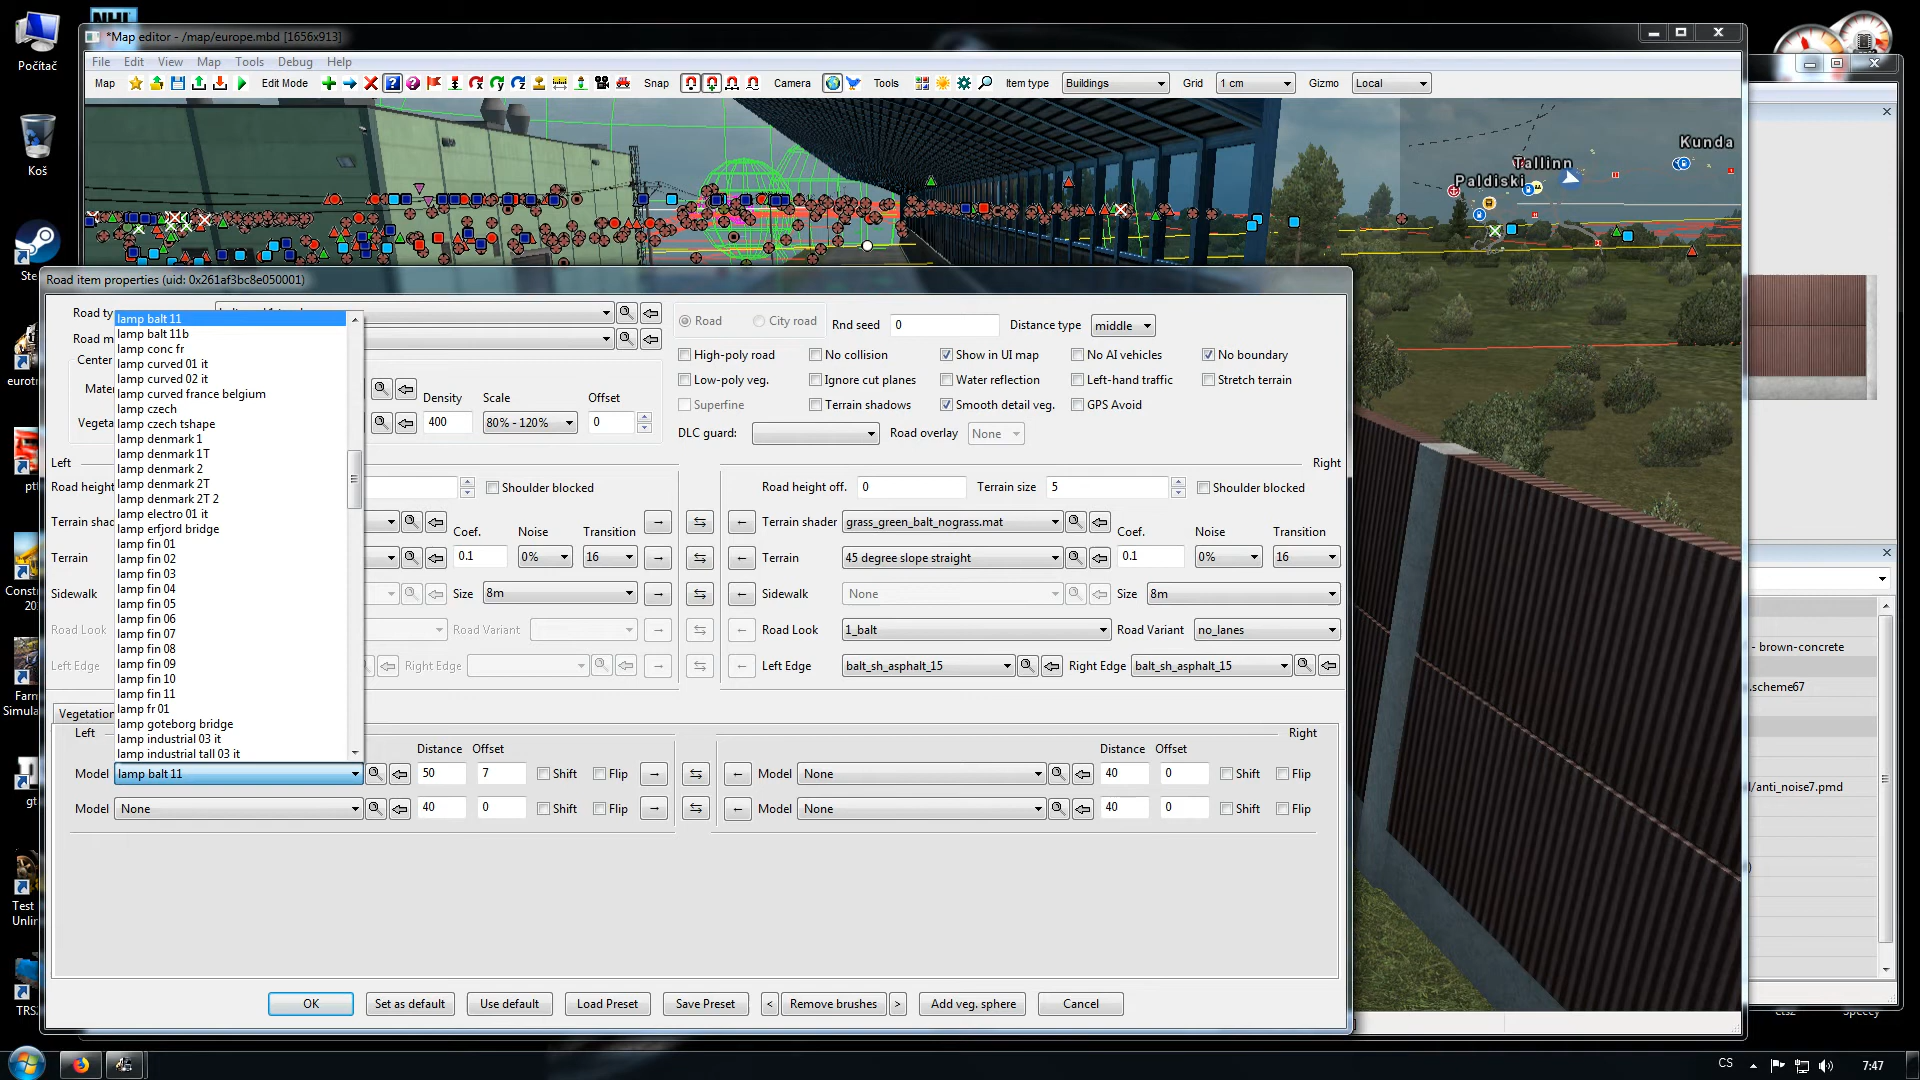 Počítač
Koš
*Map editor - /map/europe.mbd [1656x913]
File Edit View Map Tools Debug Help
Map Edit Mode Snap Camera Tools Item type Buildings Grid 1 cm Gizmo Local
Kunda
Tallinn
Paldiski
Road item properties (uid: 0x261af3bc8e050001)
lamp balt 11
lamp balt 11b
lamp conc fr
lamp curved 01 it
lamp curved 02 it
lamp curved france belgium
lamp czech
lamp czech tshape
lamp denmark 1
lamp denmark 1T
lamp denmark 2
lamp denmark 2T
lamp denmark 2T 2
lamp electro 01 it
lamp erfjord bridge
lamp fin 01
lamp fin 02
lamp fin 03
lamp fin 04
lamp fin 05
lamp fin 06
lamp fin 07
lamp fin 08
lamp fin 09
lamp fin 10
lamp fin 11
lamp fr 01
lamp goteborg bridge
lamp industrial 03 it
lamp industrial tall 03 it
Road City road Rnd seed 0 Distance type middle
High-poly road No collision Show in UI map No AI vehicles No boundary
Low-poly veg. Ignore cut planes Water reflection Left-hand traffic Stretch terrain
Superfine Terrain shadows Smooth detail veg. GPS Avoid
DLC guard: Road overlay None
Center
Density Scale Offset
400 80% - 120% 0
Left
Road height
Shoulder blocked
Terrain
Coef. Noise Transition
0.1 0% 16
Sidewalk
Size 8m
Road Look Road Variant
Left Edge Right Edge
Right
Road height off. 0 Terrain size 5 Shoulder blocked
Terrain shader grass_green_balt_nograss.mat
Coef. Noise Transition
Terrain 45 degree slope straight 0.1 0% 16
Sidewalk None Size 8m
Road Look 1_balt Road Variant no_lanes
Left Edge balt_sh_asphalt_15 Right Edge balt_sh_asphalt_15
Vegetation
Left
Distance Offset
Model lamp balt 11 50 7 Shift Flip
Model None 40 0 Shift Flip
Right
Distance Offset
Model None 40 0 Shift Flip
Model None 40 0 Shift Flip
OK Set as default Use default Load Preset Save Preset < Remove brushes > Add veg. sphere Cancel
- brown-concrete
.scheme67
l/anti_noise7.pmd
CS 7:47